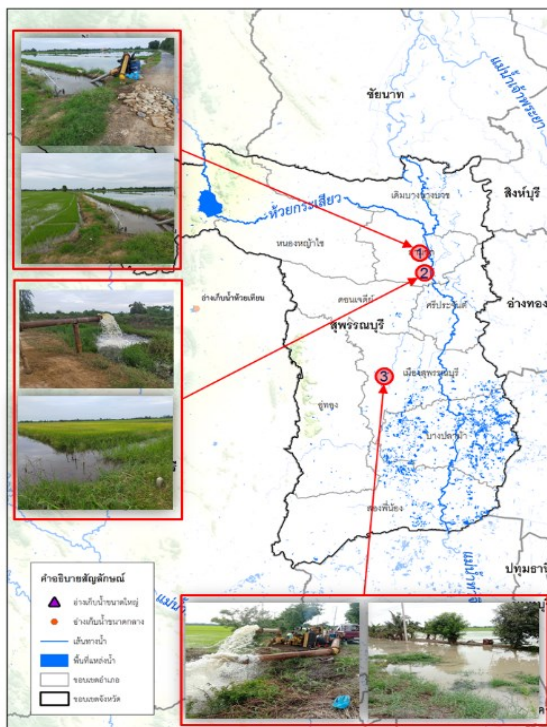 ชัยนาท
แม่น้ำเจ้าพระยา
เดิมบางนางบวช
สิงห์บุรี
ห้วยกระเสียว
หนองหญ้าไซ
1
2
อ่างเก็บน้ำห้วยเทียน
ดอนเจดีย์
ศรีประจันต์
อ่างทอง
สุพรรณบุรี
เมืองสุพรรณบุรี
3
อู่ทอง
บางปลาม้า
สองพี่น้อง
ปทุมธานี
คำอธิบายสัญลักษณ์
อ่างเก็บน้ำขนาดใหญ่
อ่างเก็บน้ำขนาดกลาง
เส้นทางน้ำ
พื้นที่แหล่งน้ำ
ขอบเขตอำเภอ
ขอบเขตจังหวัด